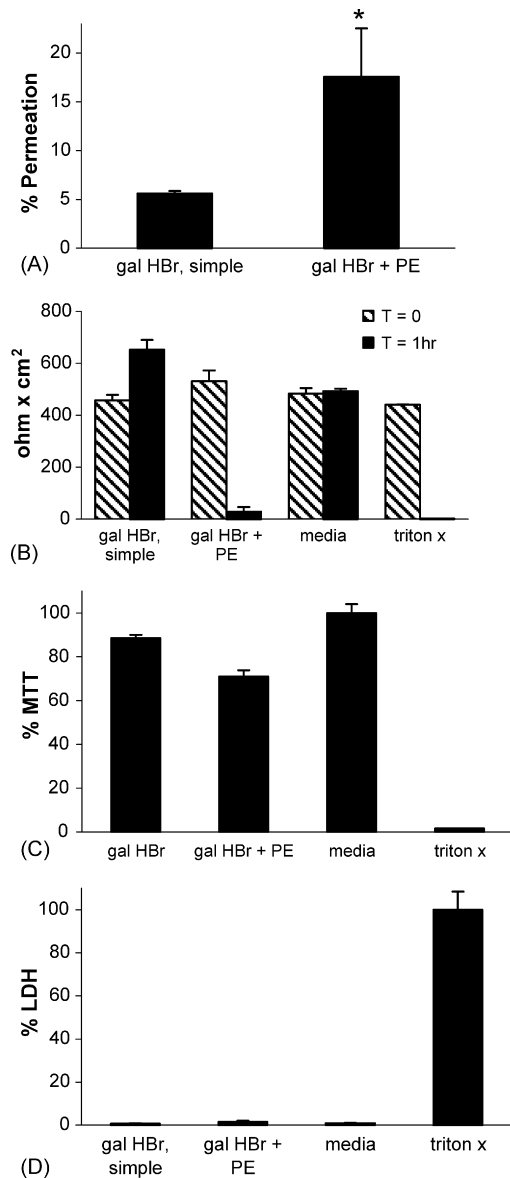 *
20
15
10
5
0
% Permeation
gal HBr, simple
gal HBr + PE
(A)
800
600
400
200
0
ohm x cm²
T = 0
T = 1hr
gal HBr,
simple
gal HBr +
PE
media
triton x
(B)
100
80
60
40
20
0
% MTT
gal HBr
gal HBr + PE
media
triton x
(C)
100
80
60
40
20
0
% LDH
gal HBr,
simple
gal HBr +
PE
media
triton x
(D)